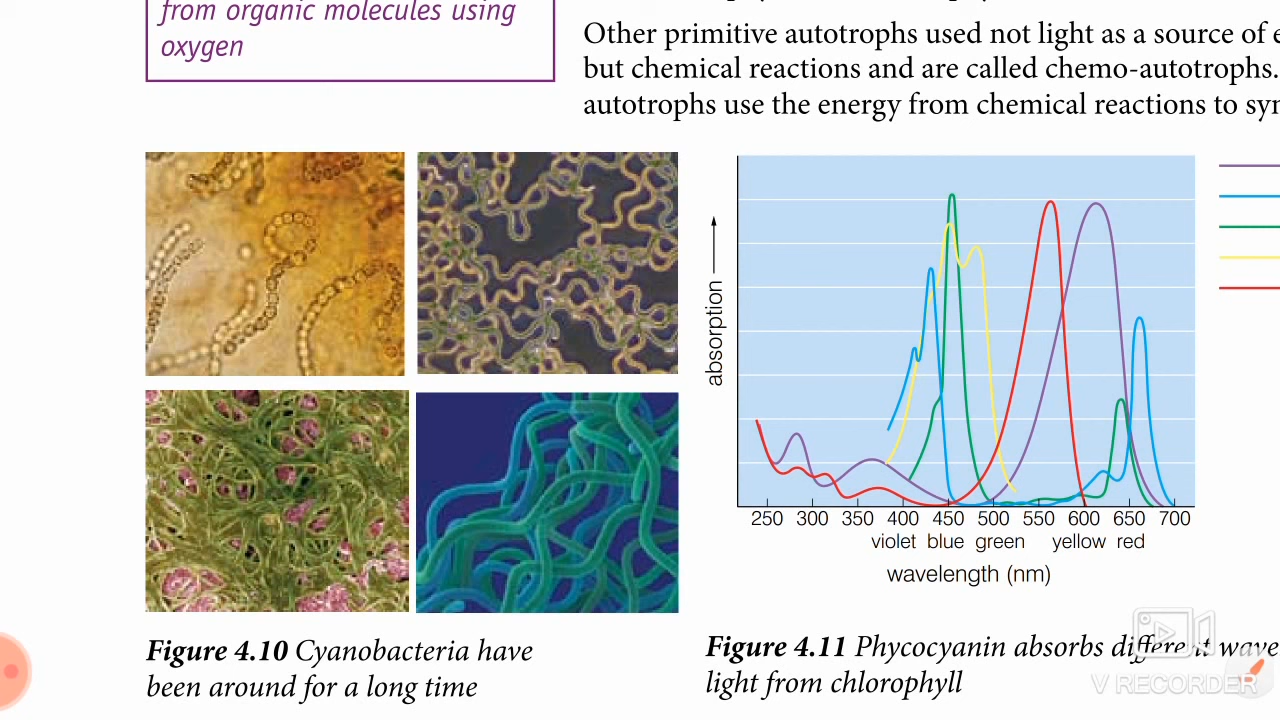 from organic molecules using
oxygen
Other primitive autotrophs used not light as a source of
but chemical reactions and are called chemo-autotrophs.
autotrophs use the energy from chemical reactions to
absorption
250 300 350 400 450 500 550 600 650 700
violet blue green yellow red
wavelength (nm)
Figure 4.10 Cyanobacteria have
been around for a long time
Figure 4.11 Phycocyanin absorbs different wave
light from chlorophyll
V RECORDER